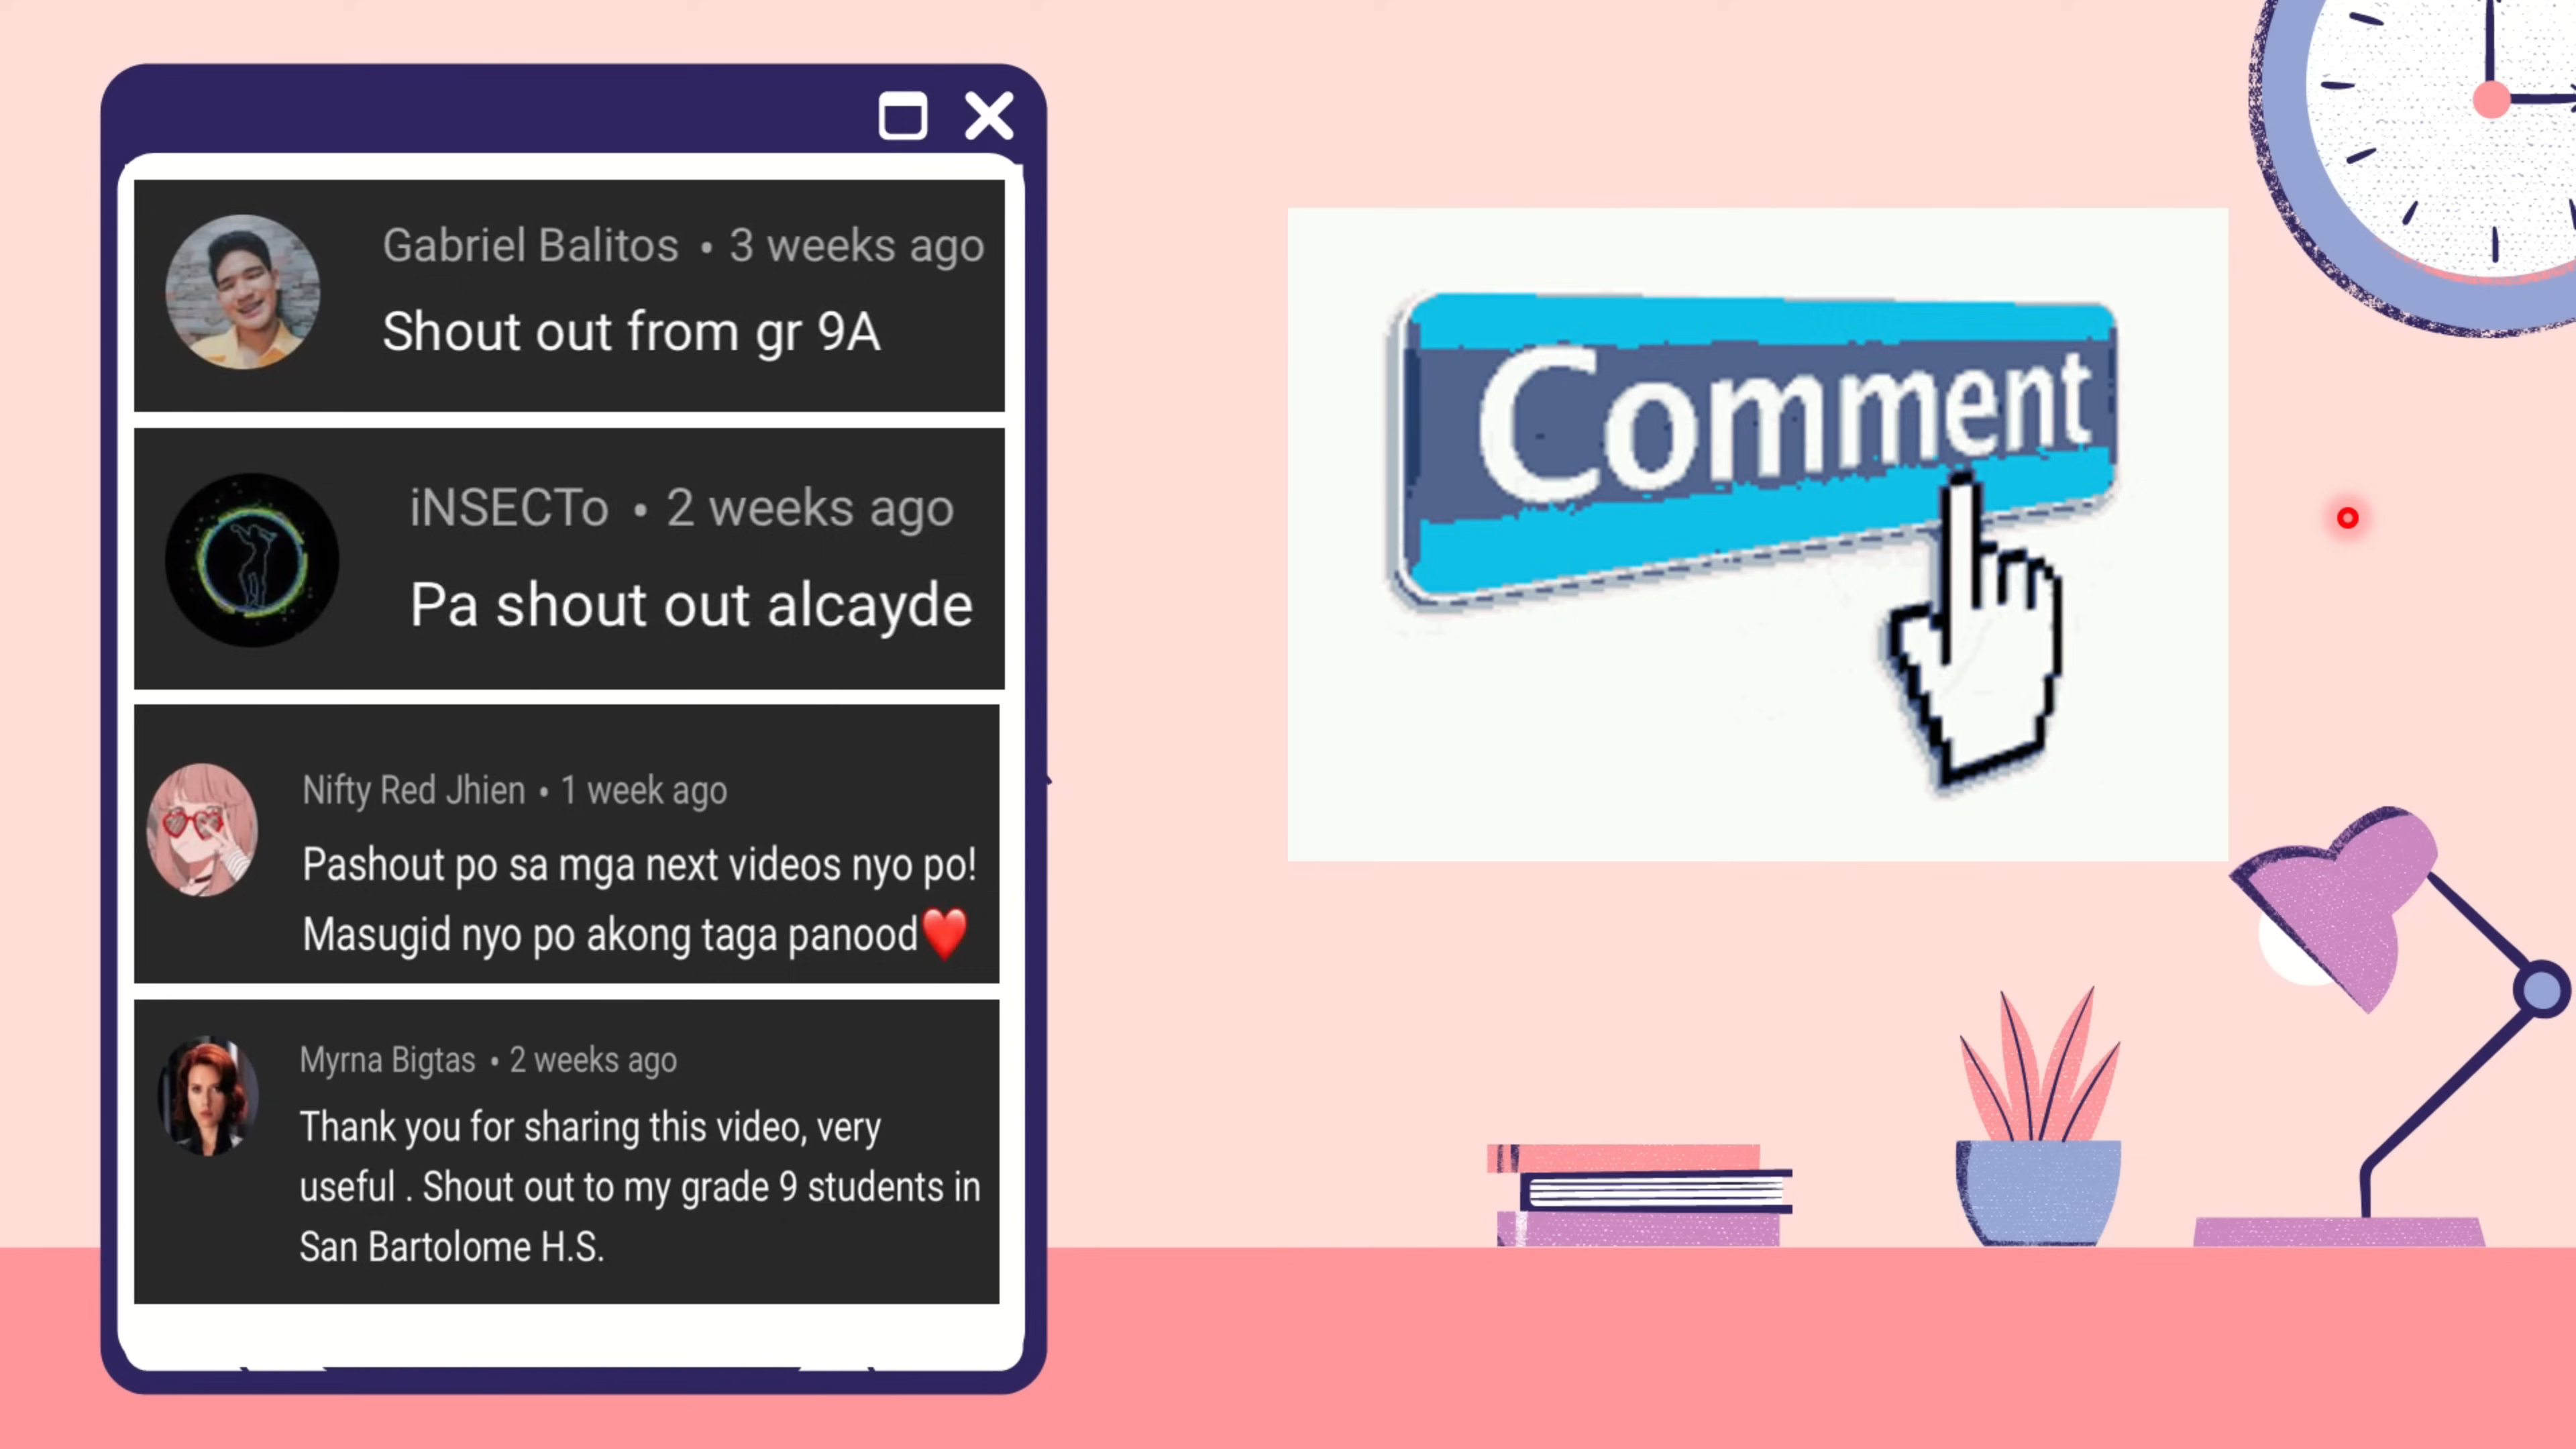 Gabriel Balitos • 3 weeks ago
Shout out from gr 9A
iNSECTo • 2 weeks ago
Pa shout out alcayde
Nifty Red Jhien • 1 week ago
Pashout po sa mga next videos nyo po!
Masugid nyo po akong taga panood❤️
Myrna Bigtas • 2 weeks ago
Thank you for sharing this video, very
useful . Shout out to my grade 9 students in
San Bartolome H.S.
Comment